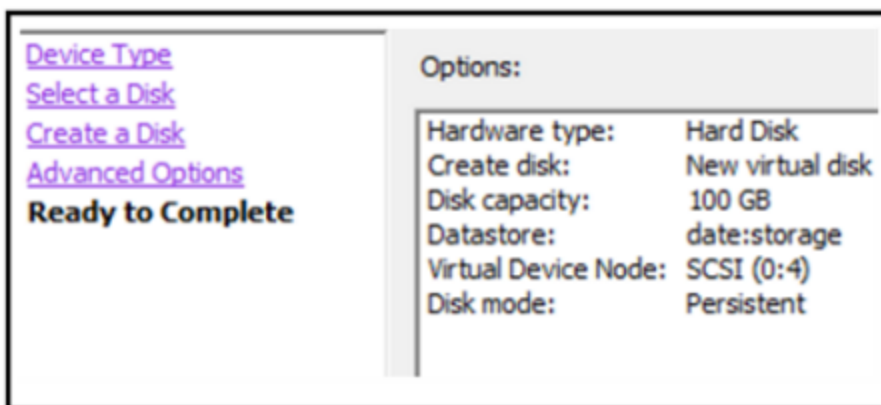 Device Type
Select a Disk
Create a Disk
Advanced Options
Ready to Complete
Options:
Hardware type: Hard Disk
Create disk: New virtual disk
Disk capacity: 100 GB
Datastore: date:storage
Virtual Device Node: SCSI (0:4)
Disk mode: Persistent